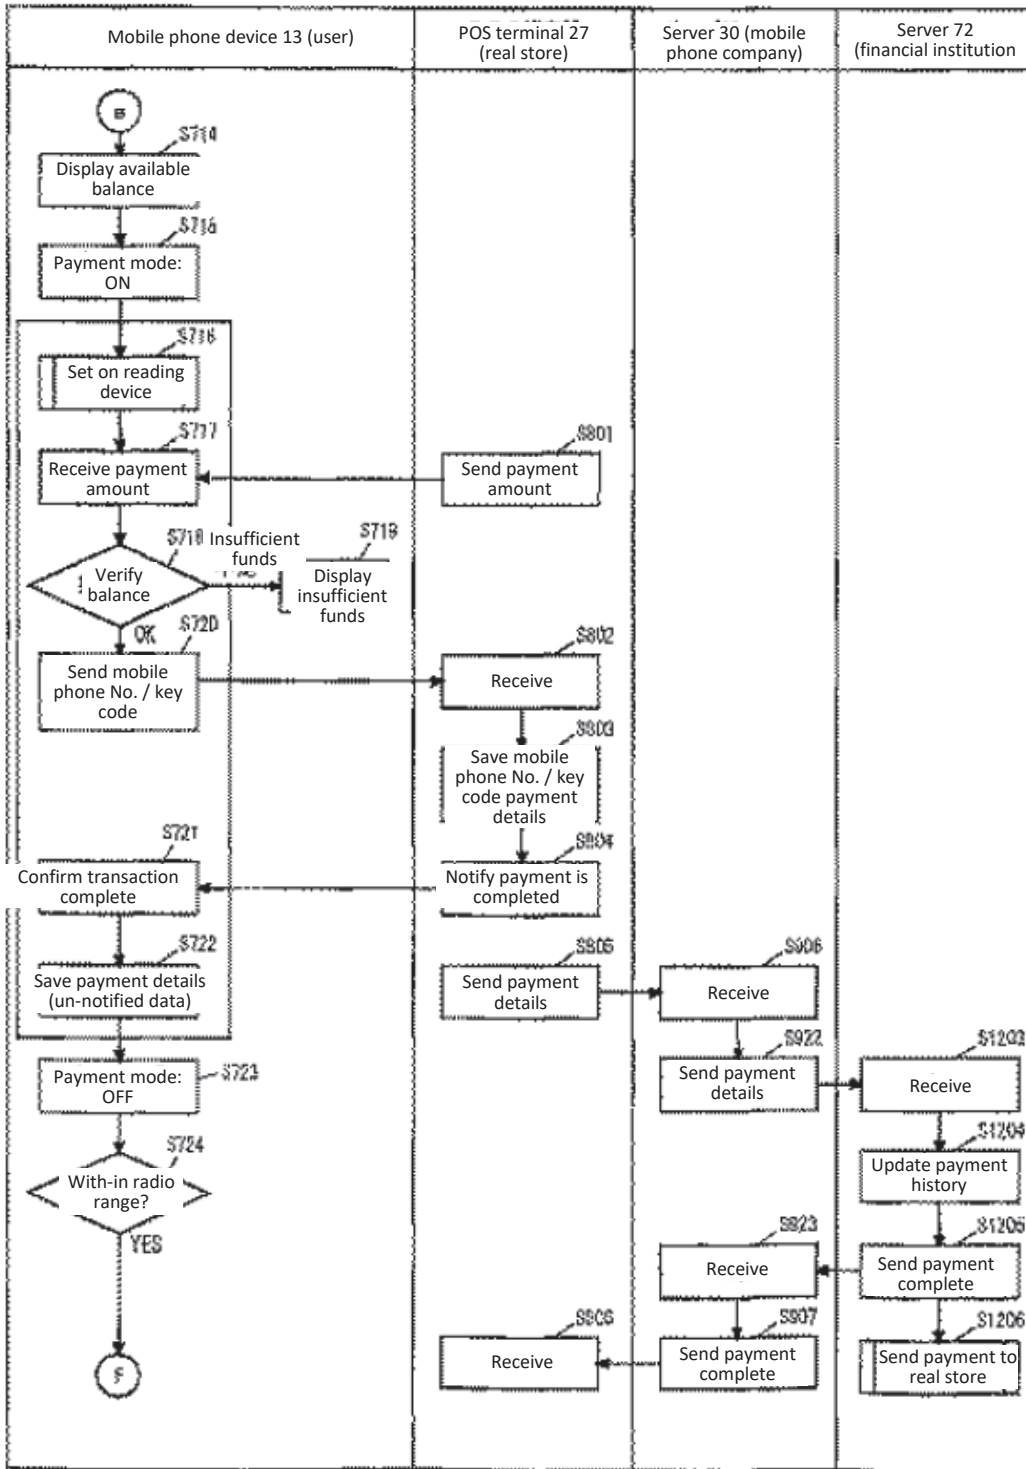 Mobile phone device 13 (user)
POS terminal 27
(real store)
Server 30 (mobile
phone company)
Server 72
(financial institution
S714
Display available
balance
S715
Payment mode:
ON
S716
Set on reading
device
S717
Receive payment
amount
S801
Send payment
amount
S718
Insufficient
funds
S719
Verify
balance
Display
insufficient
funds
OK
S720
Send mobile
phone No. / key
code
S802
Receive
S803
Save mobile
phone No. / key
code payment
details
S721
Confirm transaction
complete
S804
Notify payment is
completed
S722
Save payment details
(un-notified data)
S805
Send payment
details
S906
Receive
S723
Payment mode:
OFF
S922
Send payment
details
S1203
Receive
S724
With-in radio
range?
YES
S1204
Update payment
history
S923
Receive
S1205
Send payment
complete
S806
Receive
S907
Send payment
complete
S1206
Send payment to
real store
F